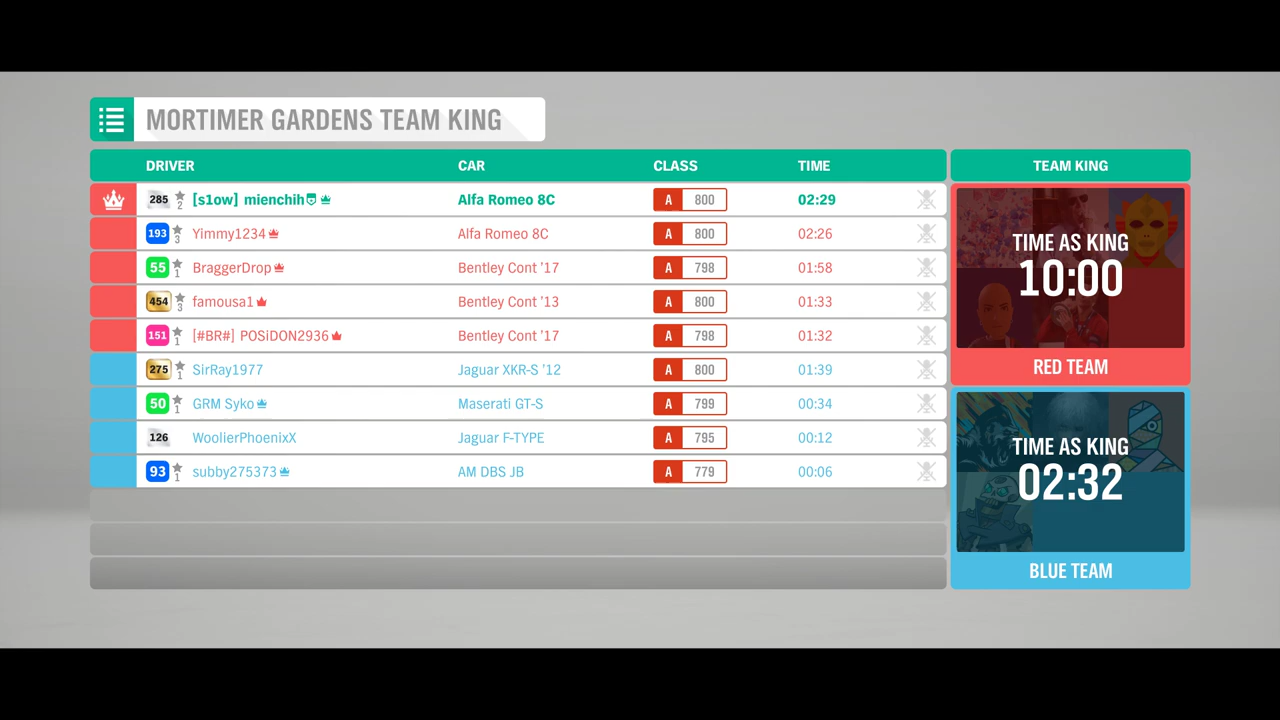 MORTIMER GARDENS TEAM KING
DRIVER CAR CLASS TIME
285 2 [s1ow] mienchih Alfa Romeo 8C A 800 02:29
193 3 Yimmy1234 Alfa Romeo 8C A 800 02:26
55 1 BraggerDrop Bentley Cont '17 A 798 01:58
454 3 famousa1 Bentley Cont '13 A 800 01:33
151 1 [#BR#] POSiDON2936 Bentley Cont '17 A 798 01:32
275 1 SirRay1977 Jaguar XKR-S '12 A 800 01:39
50 1 GRM Syko Maserati GT-S A 799 00:34
126 WoolierPhoenixX Jaguar F-TYPE A 795 00:12
93 1 subby275373 AM DBS JB A 779 00:06
TEAM KING
TIME AS KING
10:00
RED TEAM
TIME AS KING
02:32
BLUE TEAM